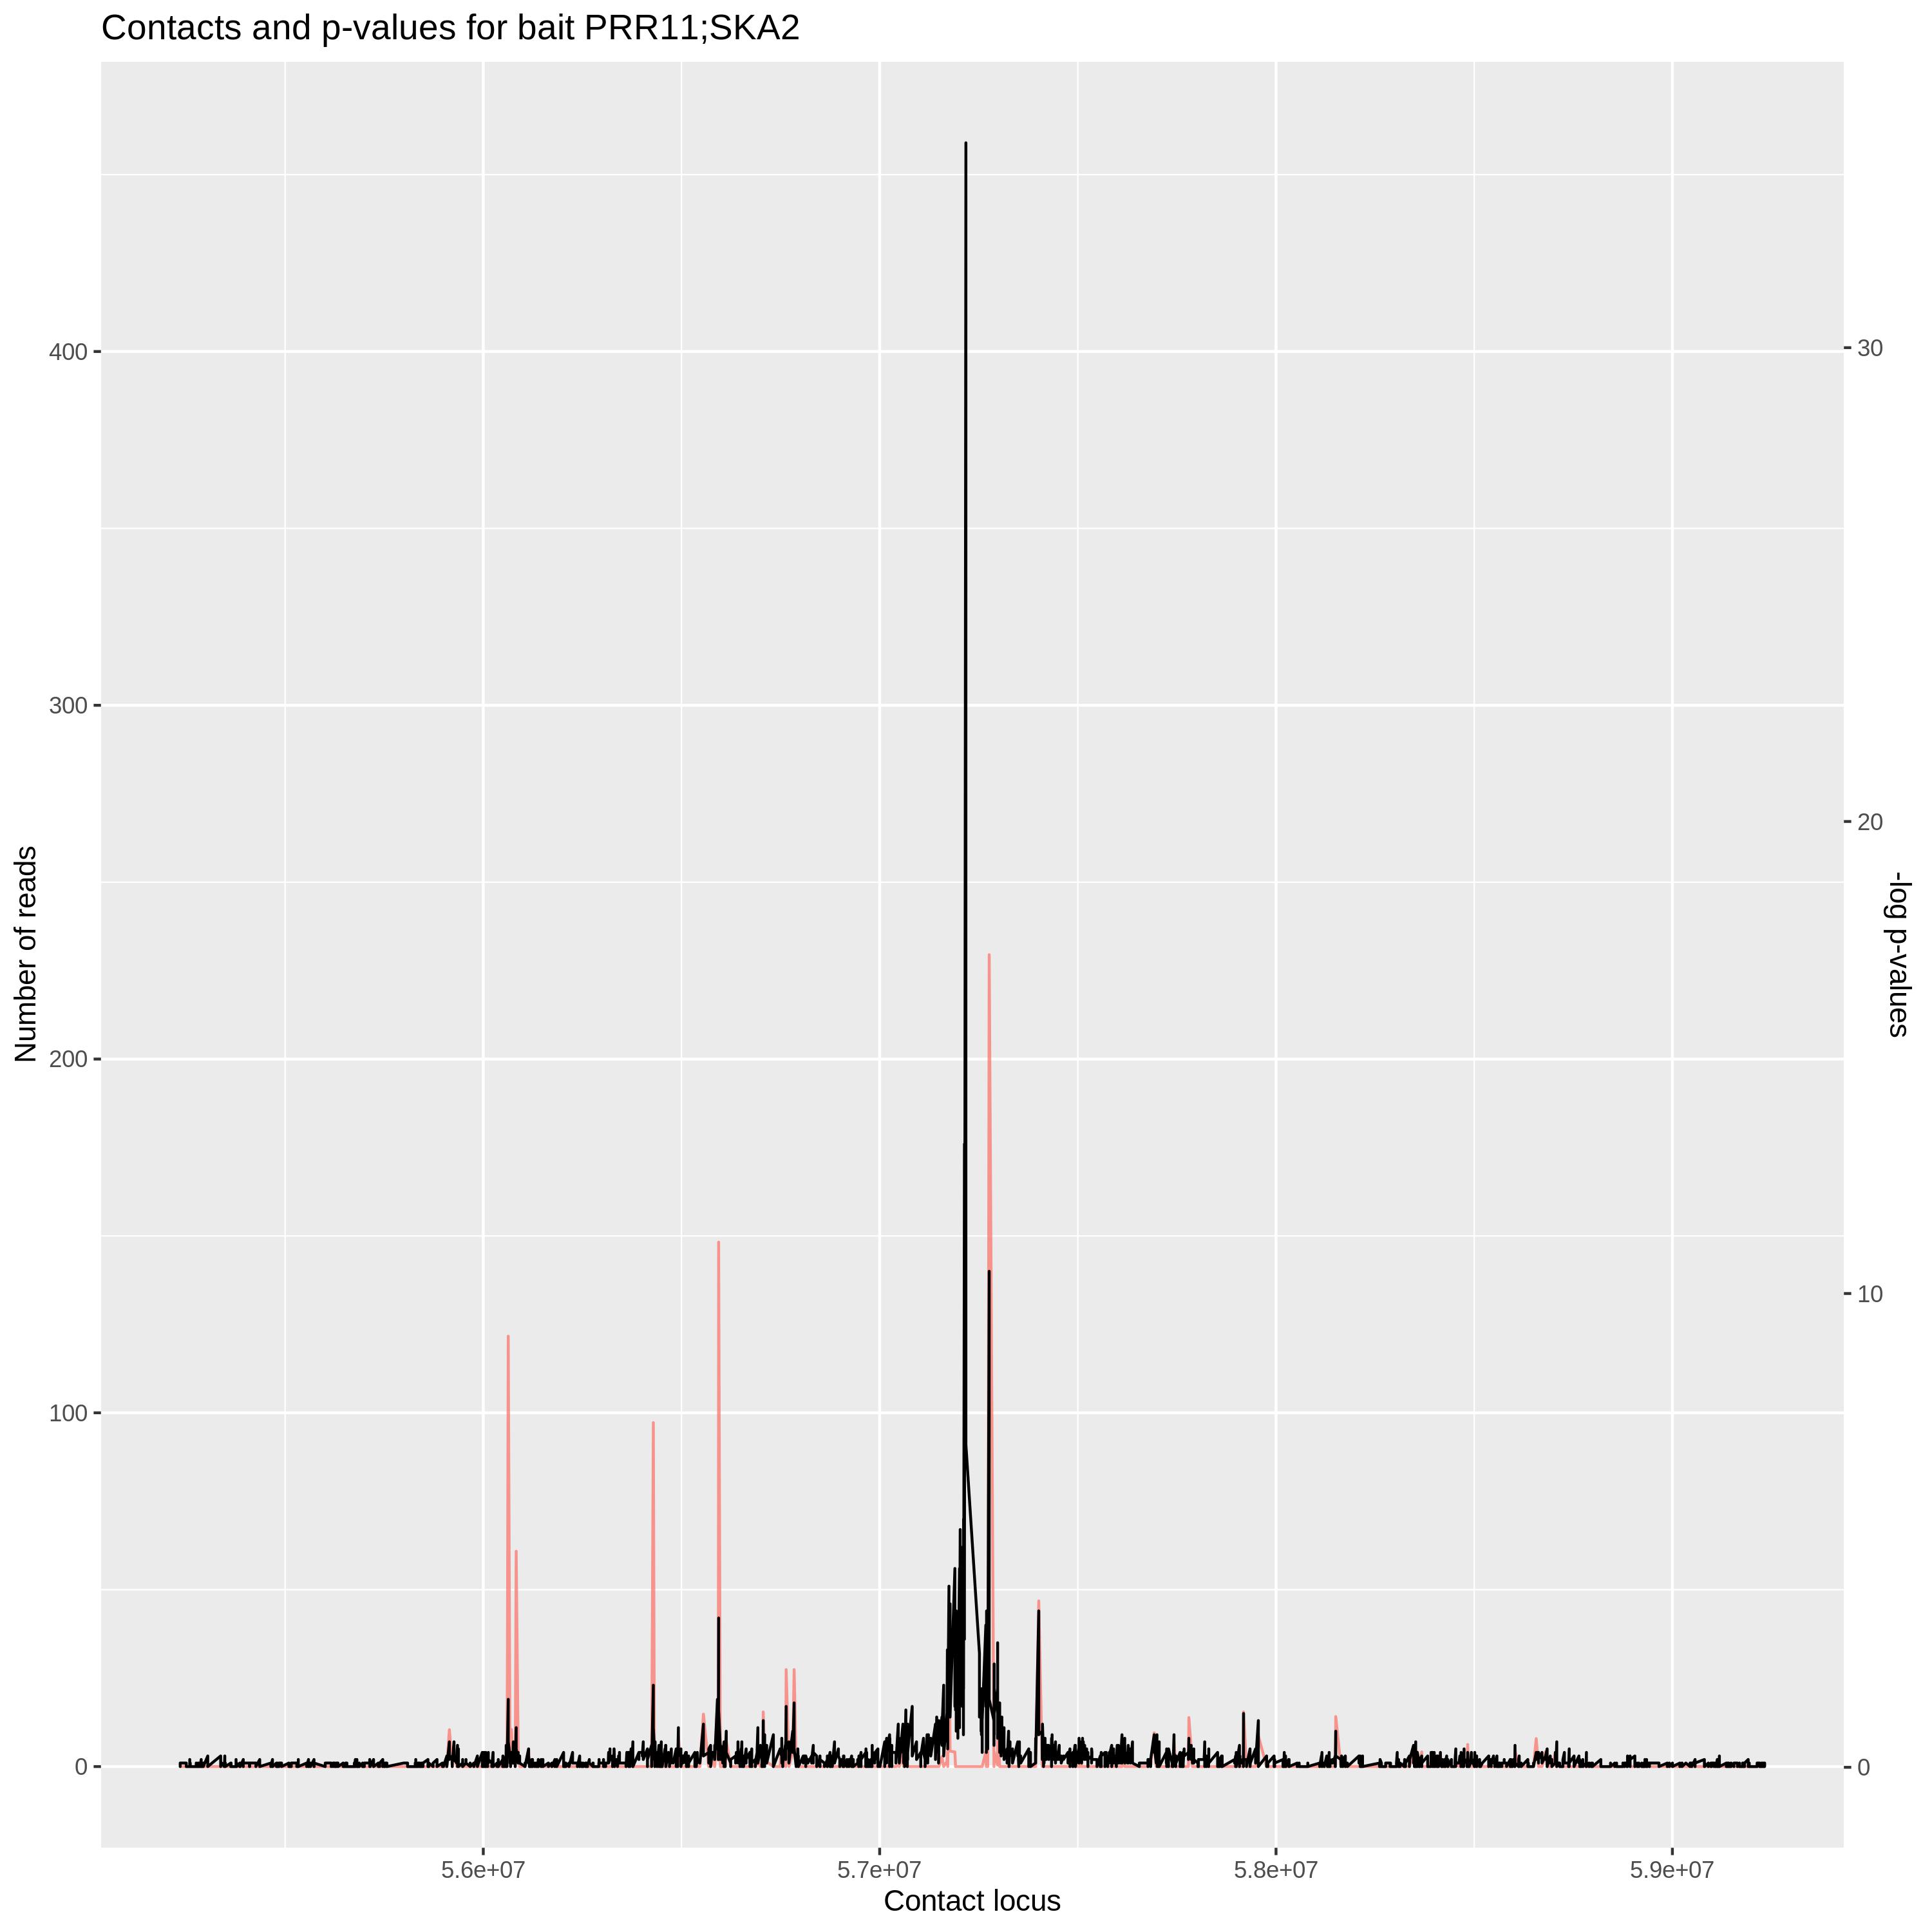 Contacts and p-values for bait PRR11;SKA2
400
300
200
100
0
30
20
10
0
Number of reads
-log p-values
5.6e+07
5.7e+07
5.8e+07
5.9e+07
Contact locus